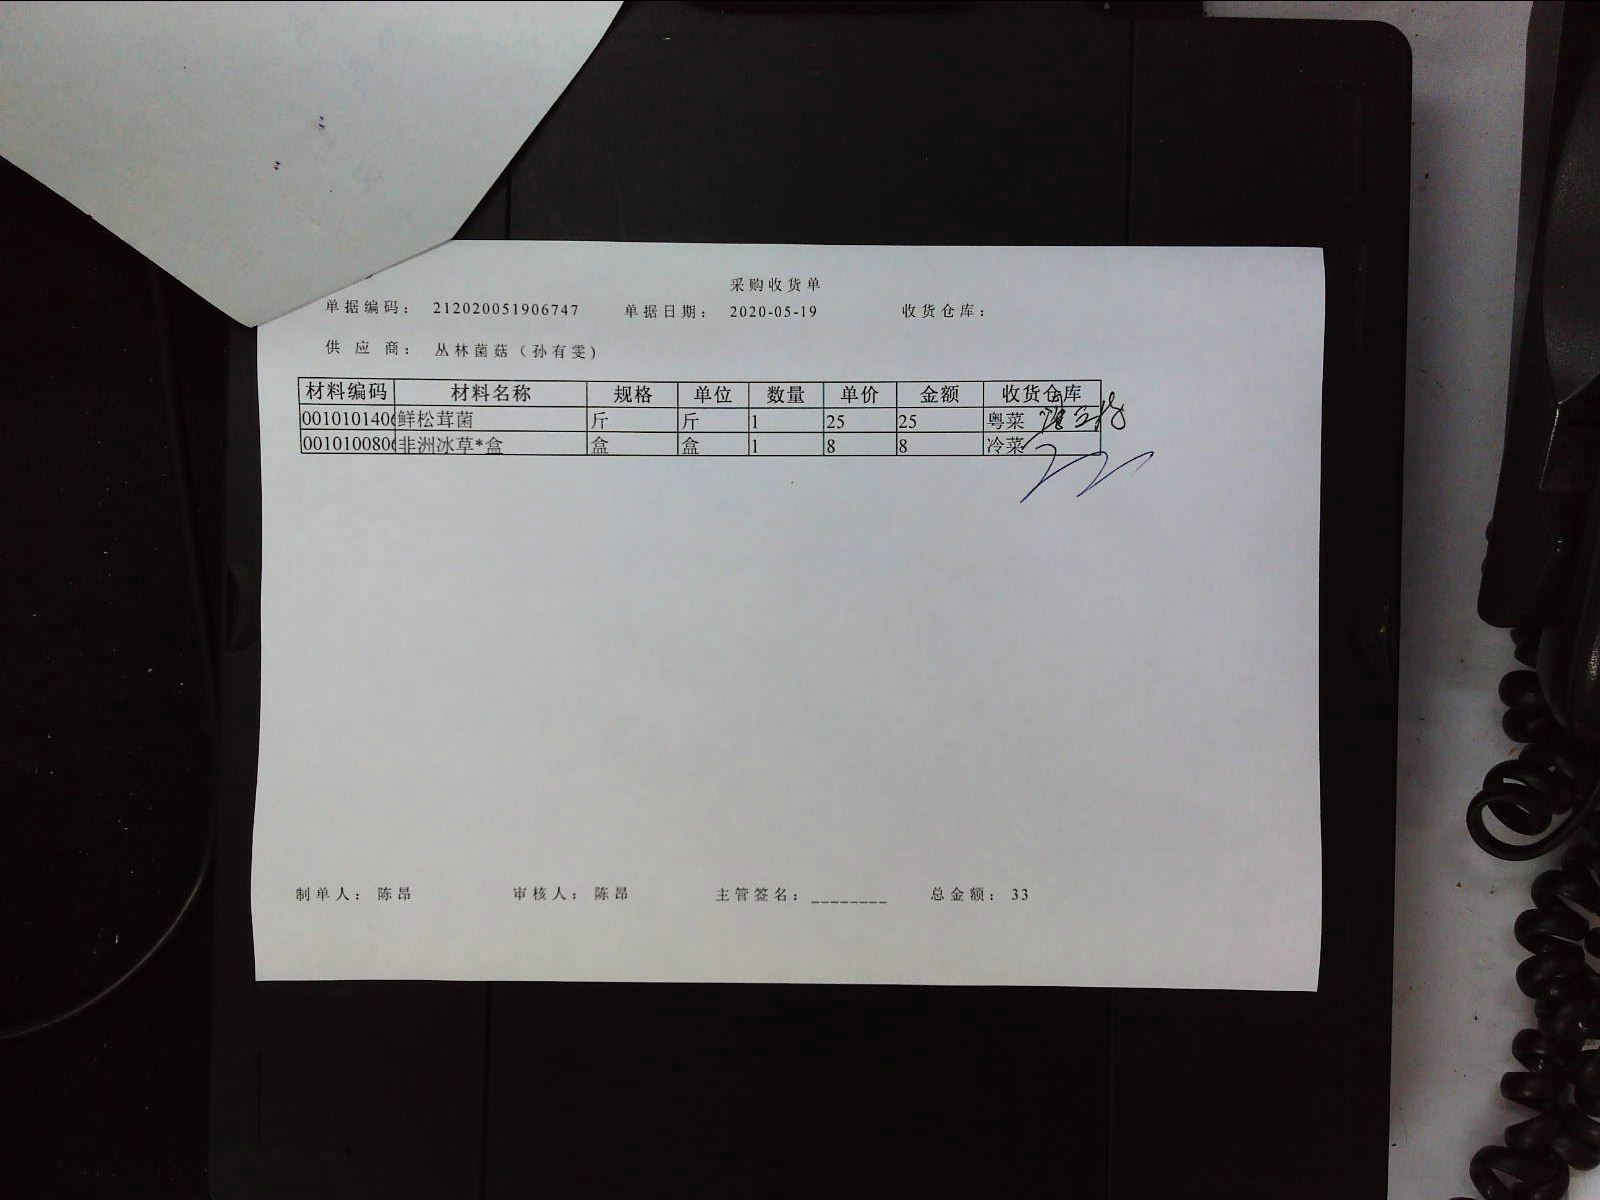 采购收货单
单据编码： 212020051906747 单据日期： 2020-05-19 收货仓库：
供 应 商： 丛林菌菇（孙有雯）
材料编码 材料名称 规格 单位 数量 单价 金额 收货仓库
0010101406 鲜松茸菌 斤 斤 1 25 25 粤菜
0010100806 非洲冰草*盒 盒 盒 1 8 8 冷菜
制单人： 陈昂 审核人： 陈昂 主管签名：________ 总金额： 33